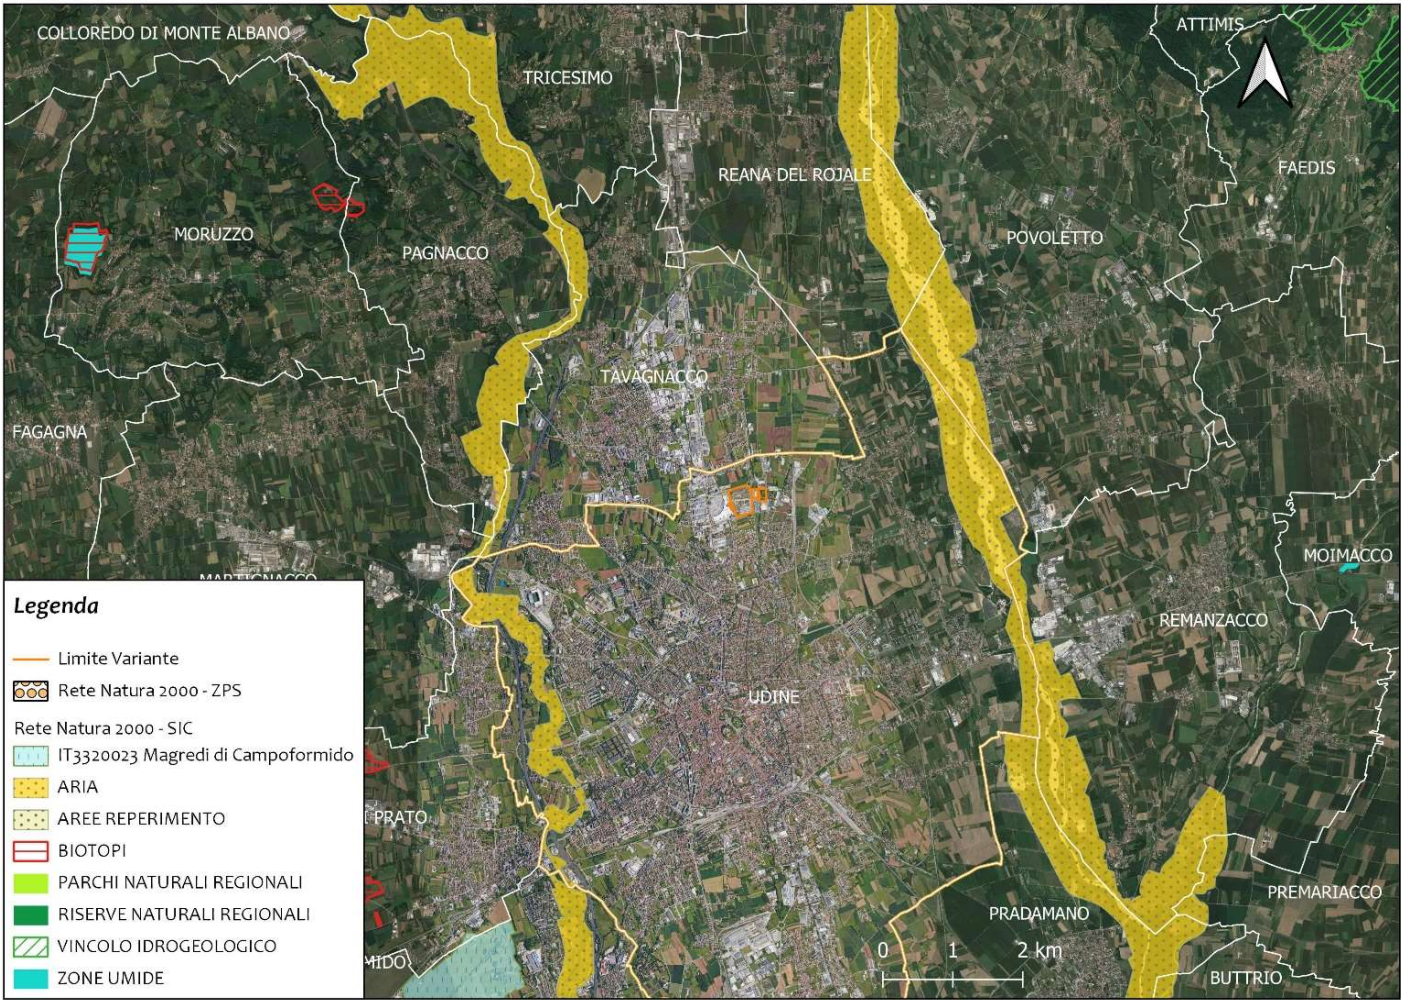 COLLOREDO DI MONTE ALBANO
ATTIMIS
TRICESIMO
FAEDIS
REANA DEL ROJALE
MORUZZO
PAGNACCO
POVOLETTO
TAVAGNACCO
FAGAGNA
MOIMACCO
MARTIGNACCO
REMANZACCO
UDINE
PRATO
PREMARIACCO
PRADAMANO
MIDO
BUTTRIO
0 1 2 km
Legenda
Limite Variante
Rete Natura 2000 - ZPS
Rete Natura 2000 - SIC
IT3320023 Magredi di Campoformido
ARIA
AREE REPERIMENTO
BIOTOPI
PARCHI NATURALI REGIONALI
RISERVE NATURALI REGIONALI
VINCOLO IDROGEOLOGICO
ZONE UMIDE